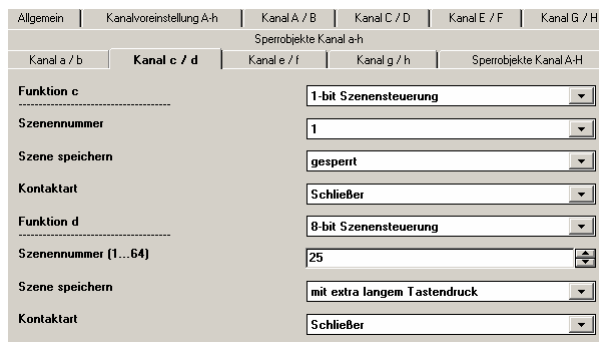 Allgemein Kanalvoreinstellung A-h Kanal A / B Kanal C / D Kanal E / F Kanal G / H
Sperrobjekte Kanal a-h
Kanal a / b Kanal c / d Kanal e / f Kanal g / h Sperrobjekte Kanal A-H
Funktion c 1-bit Szenensteuerung
Szenennummer 1
Szene speichern gesperrt
Kontaktart Schließer
Funktion d 8-bit Szenensteuerung
Szenennummer (1...64) 25
Szene speichern mit extra langem Tastendruck
Kontaktart Schließer